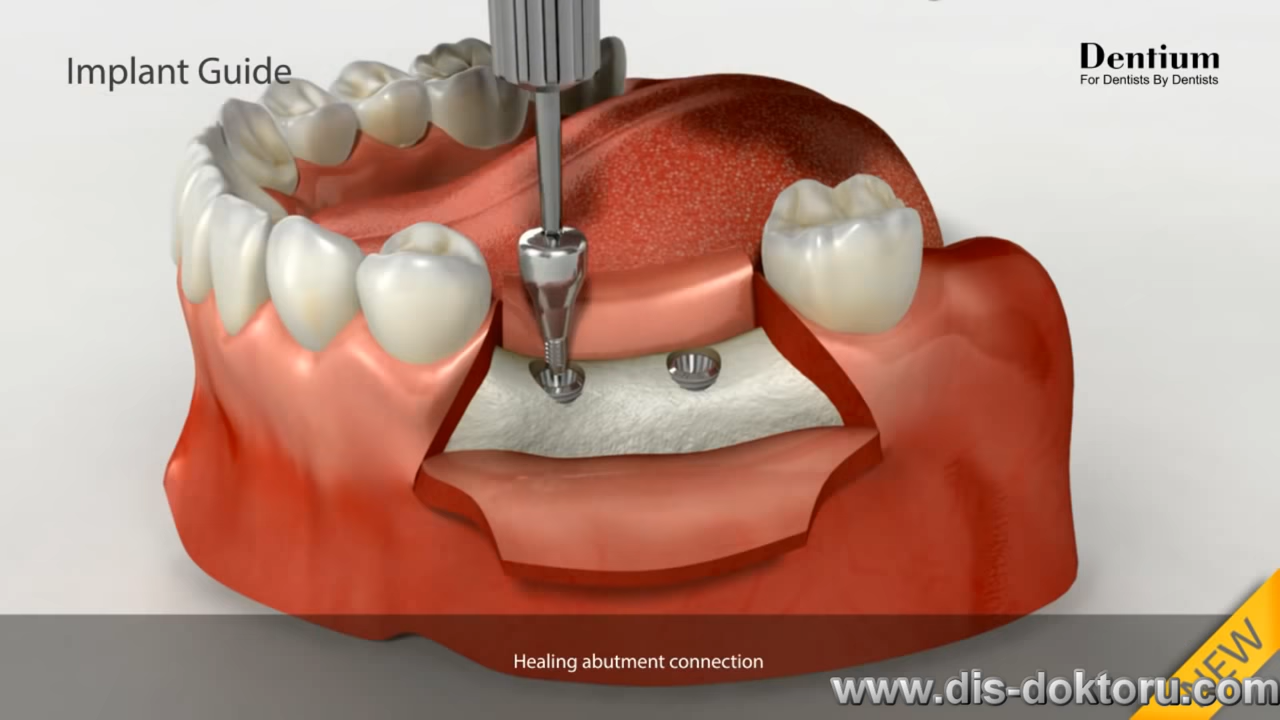 Implant Guide
Dentium
For Dentists By Dentists
Healing abutment connection
NEW
www.dis-doktoru.com